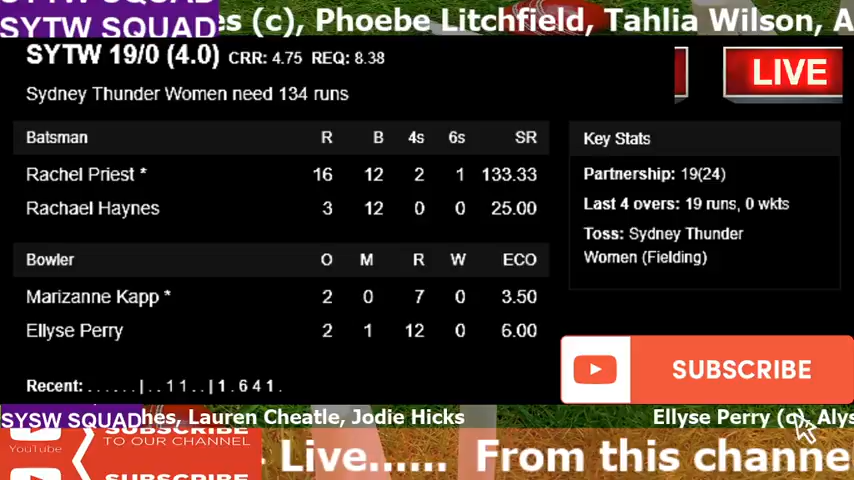 SYTW SQUAD
SYTW SQUAD
es (c), Phoebe Litchfield, Tahlia Wilson, A
SYTW 19/0 (4.0) CRR: 4.75 REQ: 8.38
LIVE
Sydney Thunder Women need 134 runs
Batsman R B 4s 6s SR
Rachel Priest * 16 12 2 1 133.33
Rachael Haynes 3 12 0 0 25.00
Key Stats
Partnership: 19(24)
Last 4 overs: 19 runs, 0 wkts
Toss: Sydney Thunder
Women (Fielding)
Bowler O M R W ECO
Marizanne Kapp * 2 0 7 0 3.50
Ellyse Perry 2 1 12 0 6.00
Recent: . . . . . . | . . 1 1 . . | 1 . 6 4 1 .
SUBSCRIBE
SYSW SQUAD
hes, Lauren Cheatle, Jodie Hicks
Ellyse Perry (c), Alys
SUBSCRIBE
TO OUR CHANNEL
YouTube
SUBSCRIBE
- Live...... From this channe